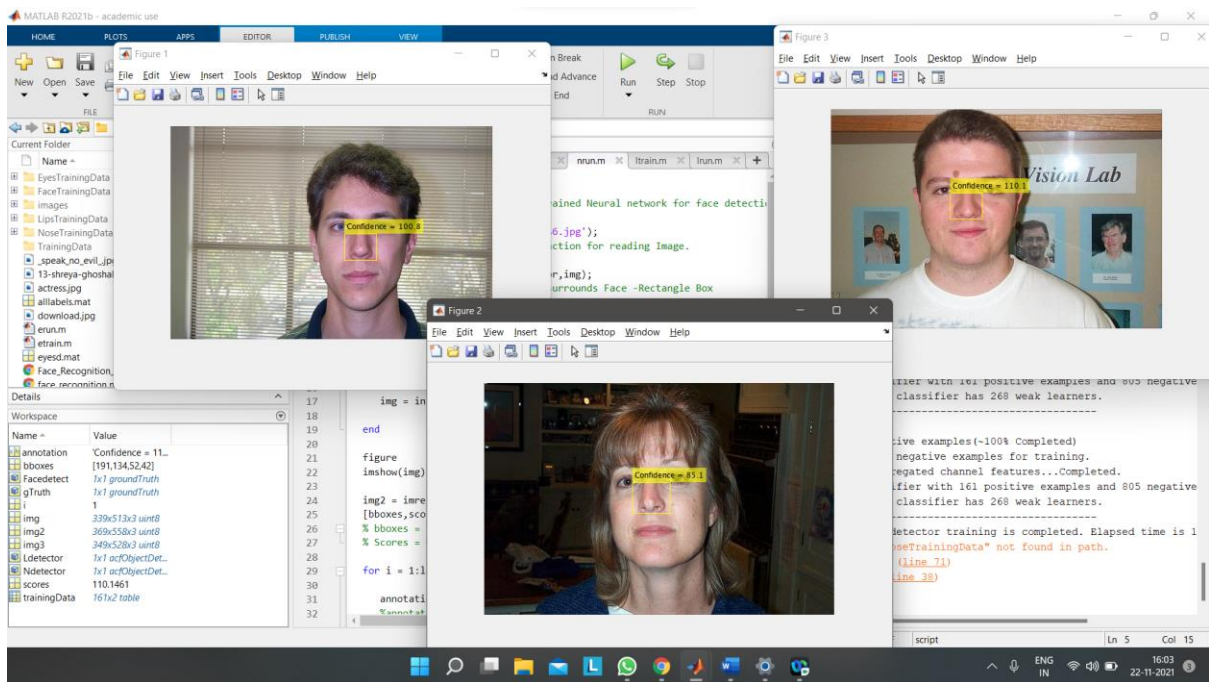 MATLAB R2021b - academic use
HOME PLOTS APPS EDITOR PUBLISH VIEW
New Open Save
FILE
Break
Advance
End
Run Step Stop
RUN
Current Folder
Name
EyesTrainingData
FaceTrainingData
images
LipsTrainingData
NoseTrainingData
TrainingData
_speak_no_evil_
13-shreya-ghoshal
actress.jpg
alllabels.mat
download.jpg
erun.m
etrain.m
eyesd.mat
Face_Recognition_
Details
Workspace
Name Value
annotation 'Confidence = 11...
bboxes [191,134,52,42]
Facedetect 1x1 groundTruth
gTruth 1x1 groundTruth
i 1
img 339x513x3 uint8
img2 369x558x3 uint8
img3 349x528x3 uint8
Ldetector 1x1 acfObjectDet...
Ndetector 1x1 acfObjectDet...
scores 110.1461
trainingData 161x2 table
Figure 1
File Edit View Insert Tools Desktop Window Help
Confidence = 100.8
nrun.m ltrain.m lrun.m
ained Neural network for face detecti
6.jpg');
ction for reading Image.
r,img);
urrounds Face -Rectangle Box
17 img = in
18
19 end
20
21 figure
22 imshow(img)
23
24 img2 = imre
25 [bboxes,sco
26 % bboxes =
27 % Scores =
28
29 for i = 1:l
30
31 annotati
32 %annotat
Figure 2
File Edit View Insert Tools Desktop Window Help
Confidence = 85.1
Figure 3
File Edit View Insert Tools Desktop Window Help
Vision Lab
Confidence = 110.1
ifier with 161 positive examples and 805 negative
classifier has 268 weak learners.
tive examples(~100% Completed)
negative examples for training.
regated channel features...Completed.
ifier with 161 positive examples and 805 negative
classifier has 268 weak learners.
detector training is completed. Elapsed time is 1
oseTrainingData" not found in path.
(line 71)
line 38)
script Ln 5 Col 15
ENG
IN
16:03
22-11-2021
3